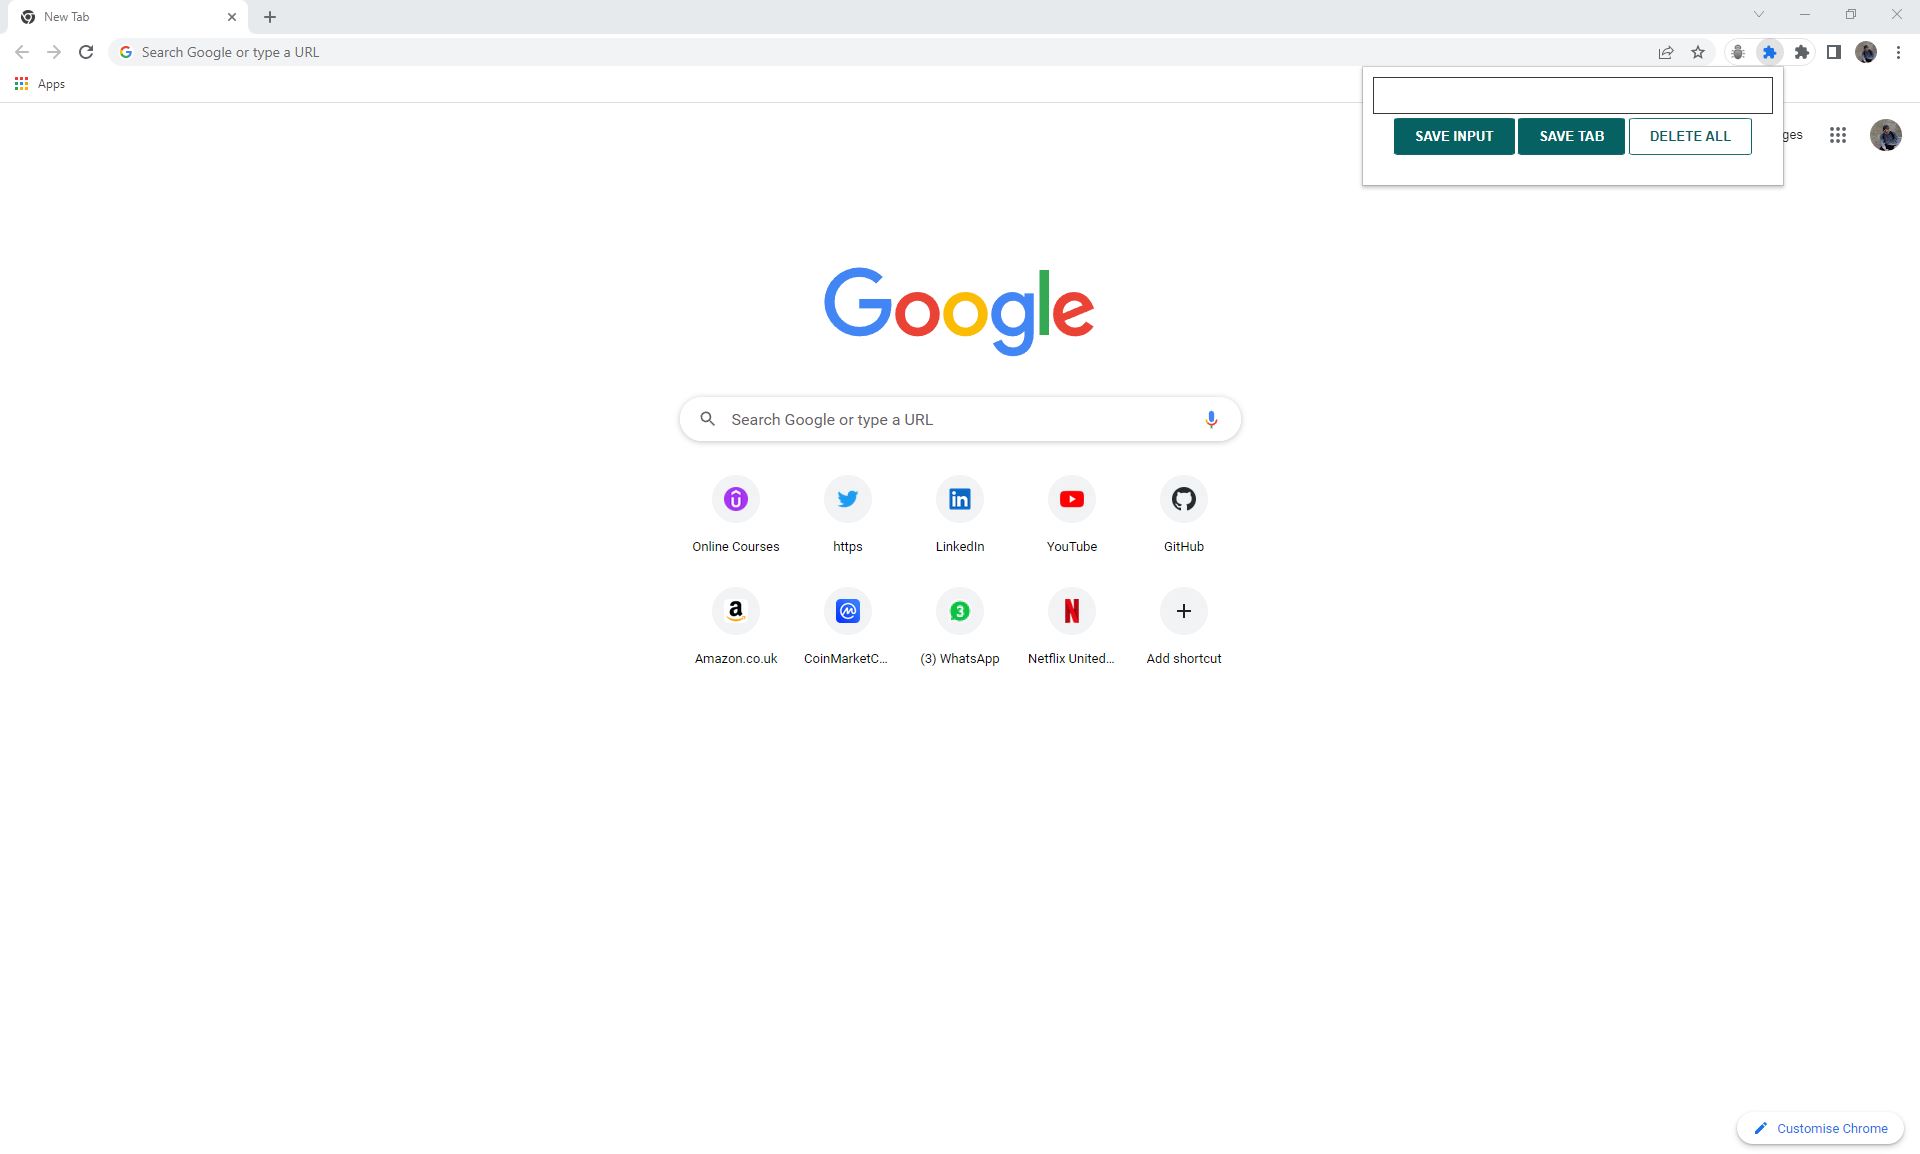 New Tab
Search Google or type a URL
Apps
SAVE INPUT SAVE TAB DELETE ALL
ges
Google
Search Google or type a URL
Online Courses https LinkedIn YouTube GitHub
Amazon.co.uk CoinMarketC... (3) WhatsApp Netflix United... Add shortcut
Customise Chrome